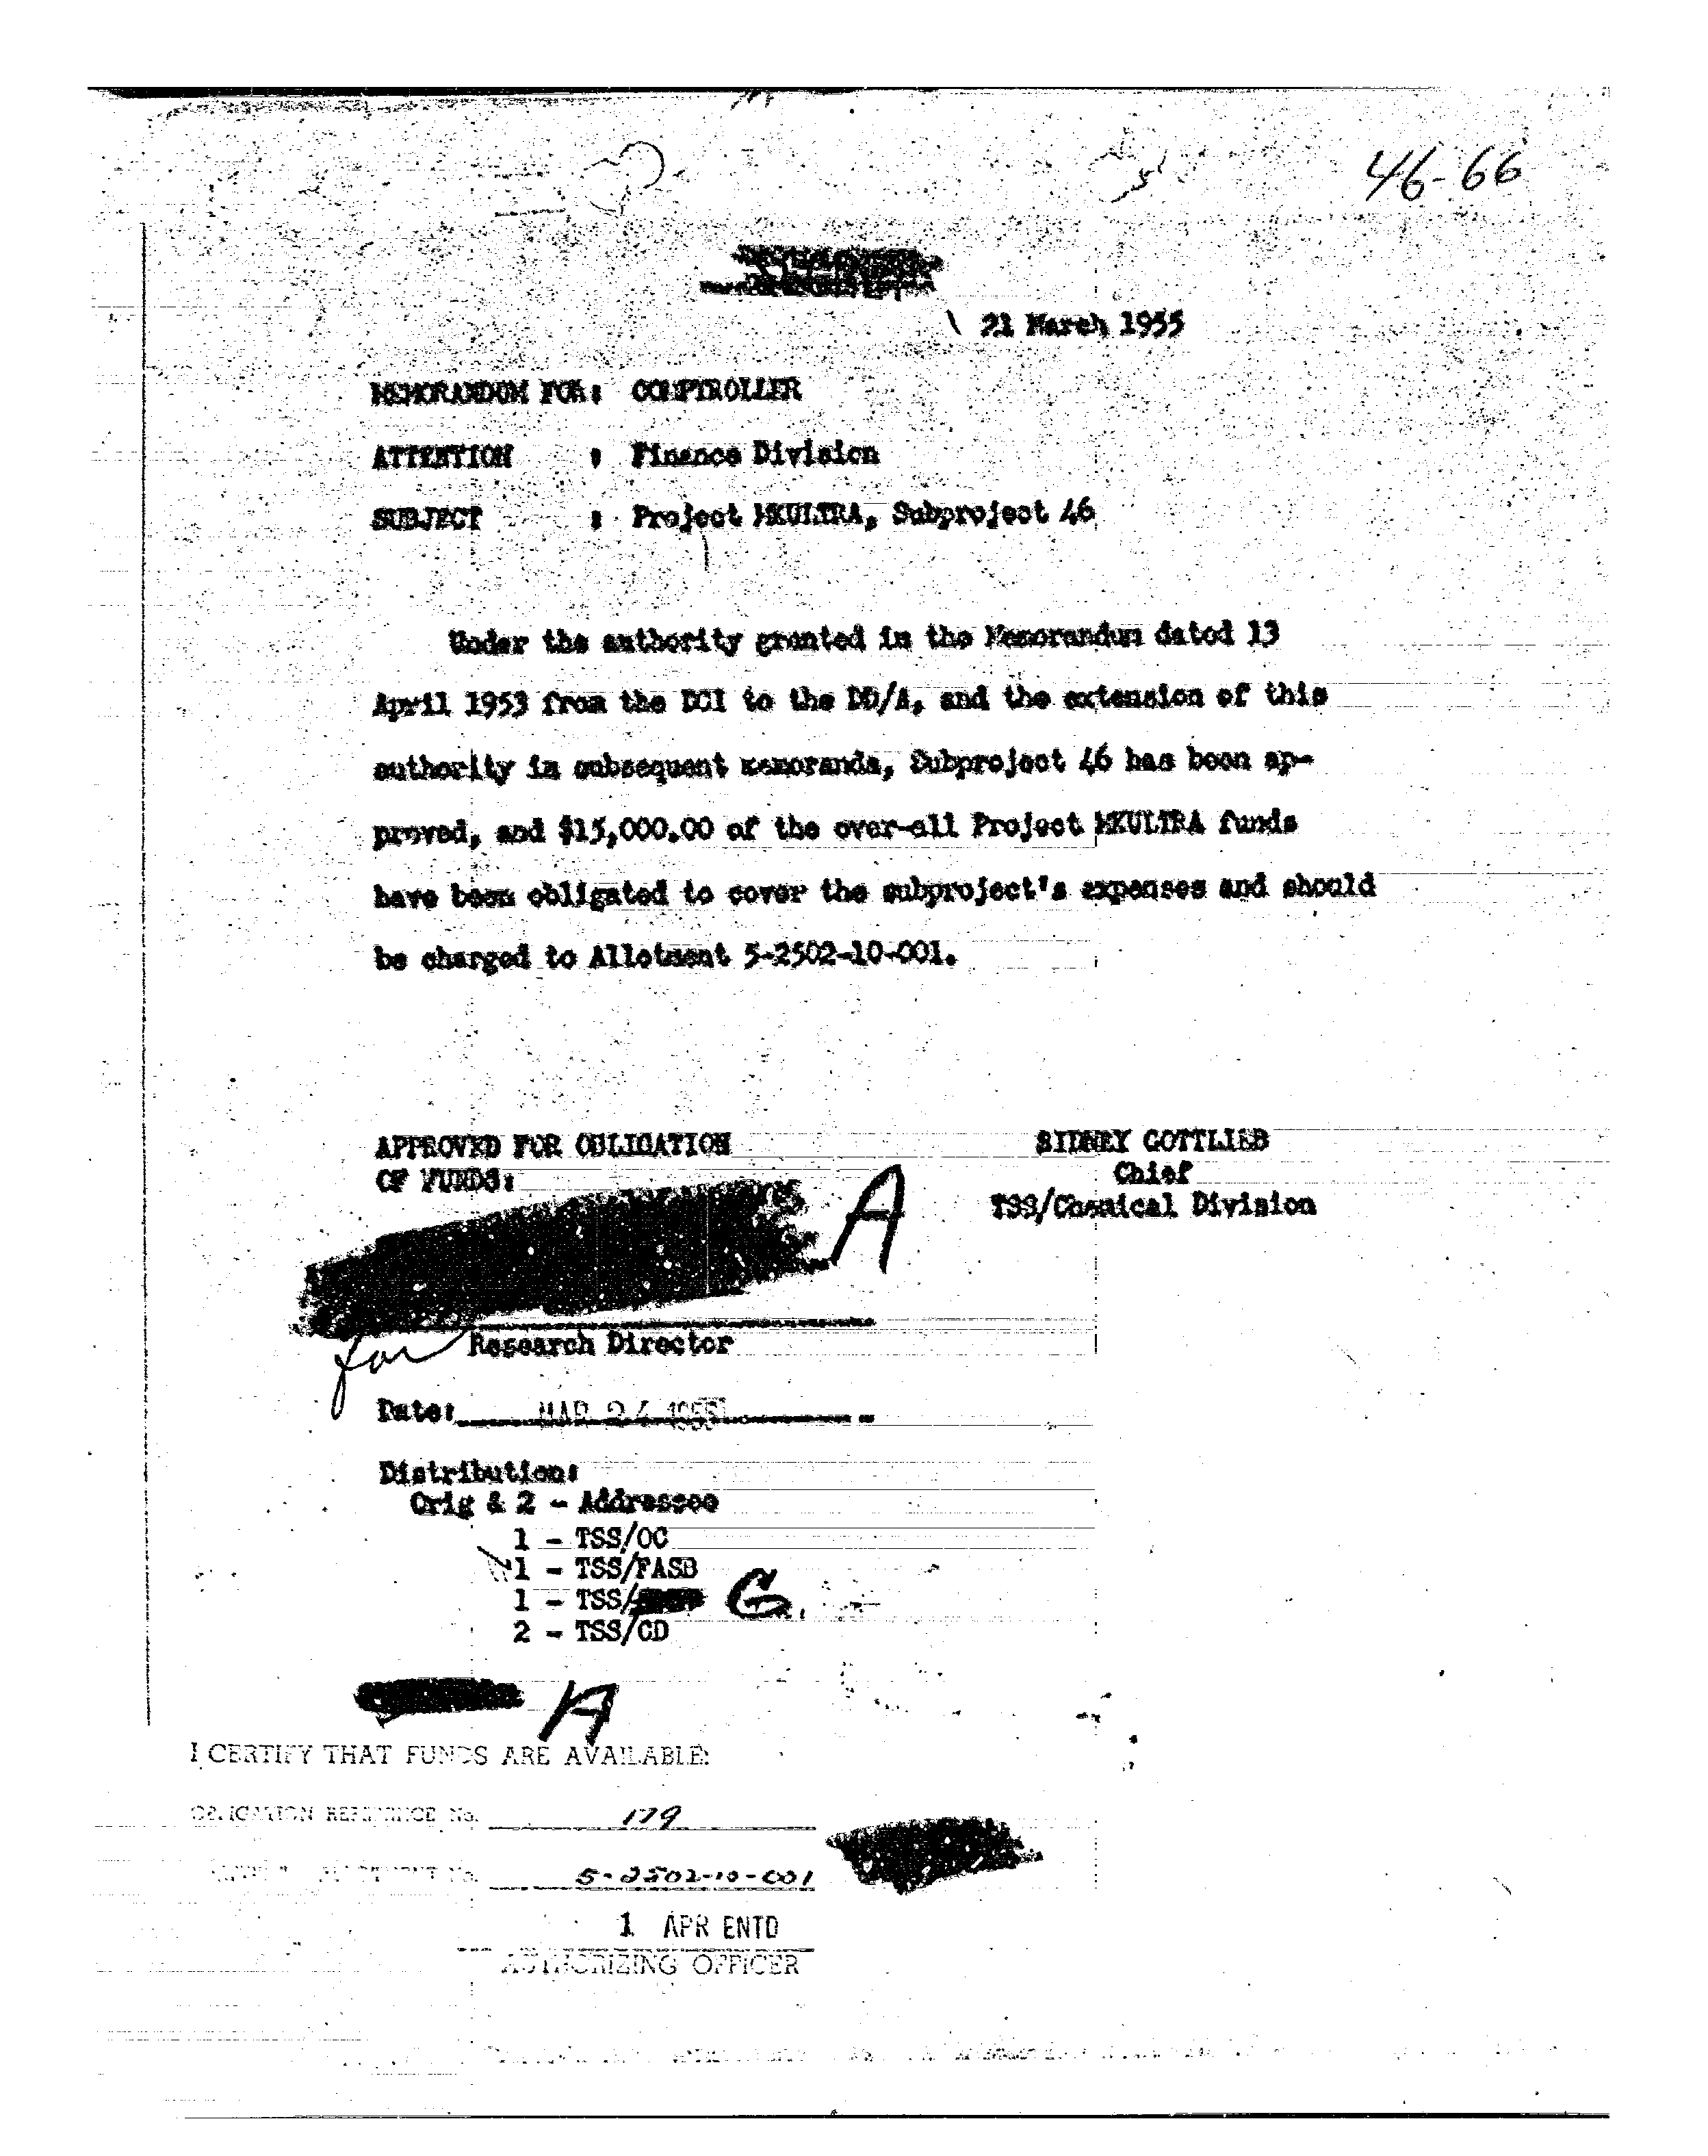 46-66
21 March 1955
MEMORANDUM FOR: COMPTROLLER
ATTENTION : Finance Division
SUBJECT : Project MKULTRA, Subproject 46
Under the authority granted in the Memorandum dated 13
April 1953 from the DCI to the DD/A, and the extension of this
authority in subsequent memoranda, Subproject 46 has been ap-
proved, and $15,000.00 of the over-all Project MKULTRA funds
have been obligated to cover the subproject's expenses and should
be charged to Allotment 5-2502-10-001.
APPROVED FOR OBLIGATION
OF FUNDS:
SIDNEY GOTTLIEB
Chief
TSS/Chemical Division
A
for Research Director
Date: MAR 24 1955
Distribution:
Orig & 2 - Addressee
1 - TSS/OC
1 - TSS/FASB
1 - TSS/ G
2 - TSS/CD
A
I CERTIFY THAT FUNDS ARE AVAILABLE:
OBLIGATION REFERENCE No. 179
No. 5-2502-10-001
1 APR ENTD
AUTHORIZING OFFICER